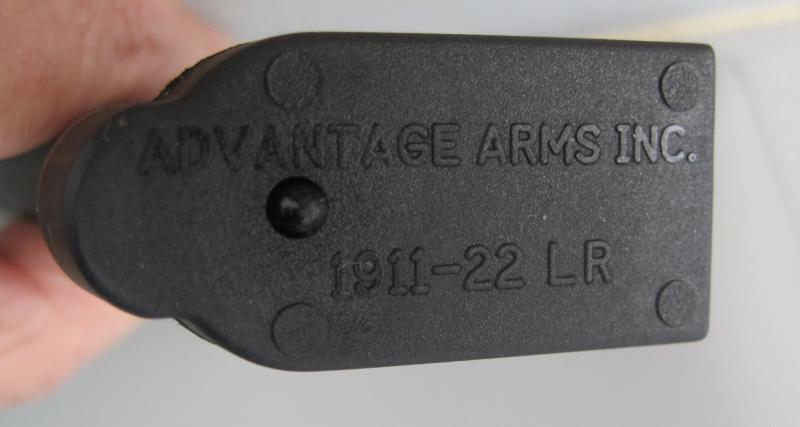 ADVANTAGE ARMS INC.
1911-22 LR